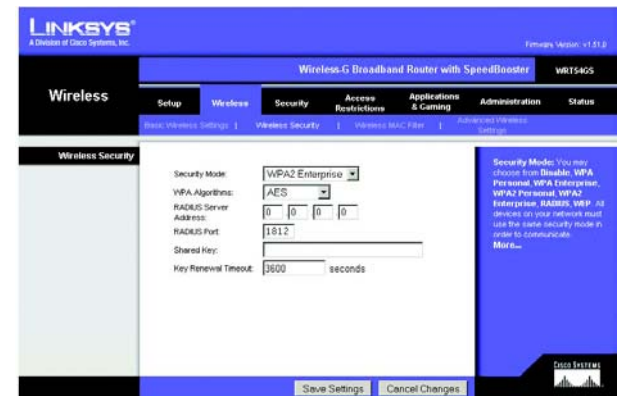 LINKSYS®
A Division of Cisco Systems, Inc.
Firmware Version: v1.51.0
Wireless-G Broadband Router with SpeedBooster
WRT54GS
Wireless
Setup
Wireless
Security
Access Restrictions
Applications & Gaming
Administration
Status
Basic Wireless Settings |
Wireless Security |
Wireless MAC Filter |
Advanced Wireless Settings
Wireless Security
Security Mode: WPA2 Enterprise
WPA Algorithms: AES
RADIUS Server Address: 0 0 0 0
RADIUS Port: 1812
Shared Key:
Key Renewal Timeout: 3600 seconds
Security Mode: You may
choose from Disable, WPA
Personal, WPA Enterprise,
WPA2 Personal, WPA2
Enterprise, RADIUS, WEP. All
devices on your network must
use the same security mode in
order to communicate.
More...
Save Settings
Cancel Changes
CISCO SYSTEMS